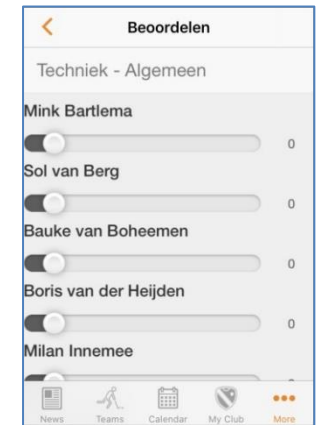 Beoordelen
Techniek - Algemeen
Mink Bartlema
0
Sol van Berg
0
Bauke van Boheemen
0
Boris van der Heijden
0
Milan Innemee
News Teams Calendar My Club More